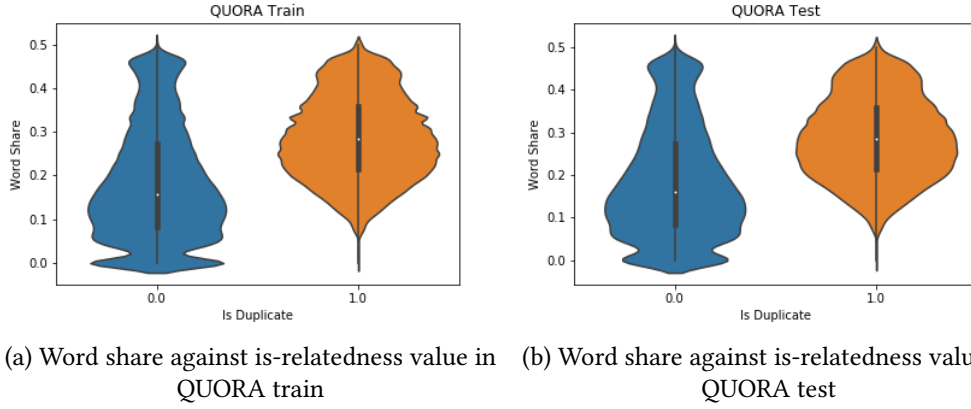 QUORA Train
Word Share
0.5
0.4
0.3
0.2
0.1
0.0
0.0 1.0
Is Duplicate
QUORA Test
Word Share
0.5
0.4
0.3
0.2
0.1
0.0
0.0 1.0
Is Duplicate
(a) Word share against is-relatedness value in
QUORA train
(b) Word share against is-relatedness valu
QUORA test